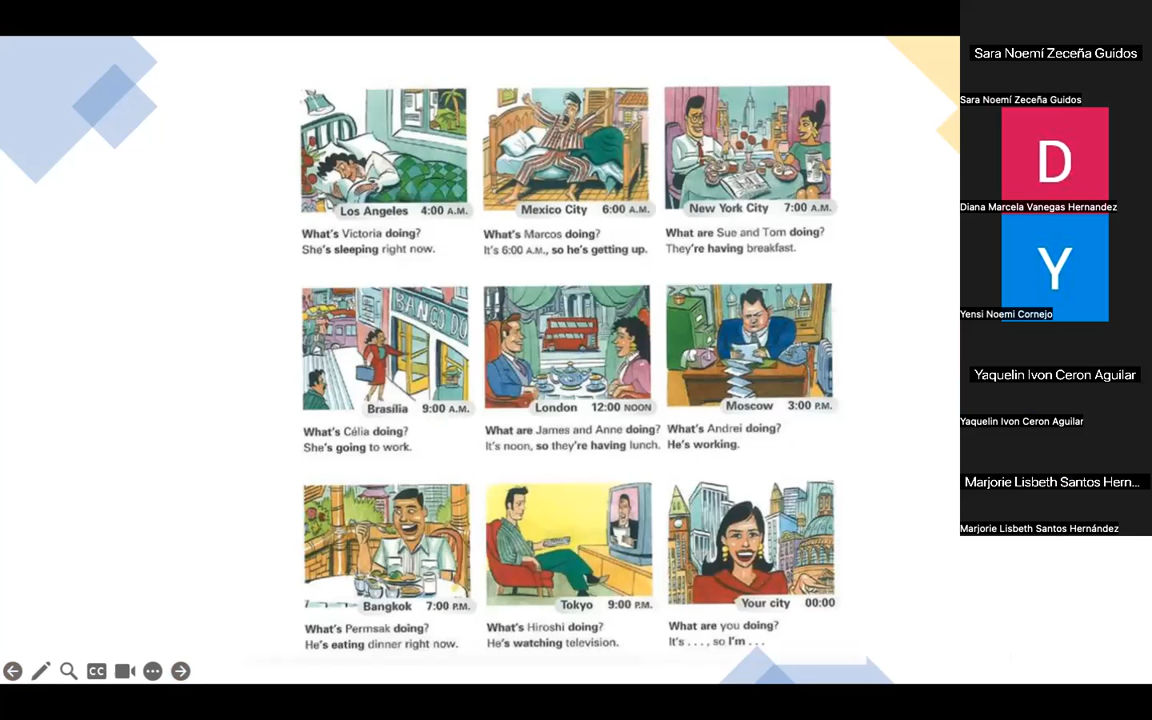 Los Angeles 4:00 A.M.
What's Victoria doing?
She's sleeping right now.
Mexico City 6:00 A.M.
What's Marcos doing?
It's 6:00 A.M., so he's getting up.
New York City 7:00 A.M.
What are Sue and Tom doing?
They're having breakfast.
BANCO DU
Brasília 9:00 A.M.
What's Célia doing?
She's going to work.
London 12:00 NOON
What are James and Anne doing?
It's noon, so they're having lunch.
Moscow 3:00 P.M.
What's Andrei doing?
He's working.
Bangkok 7:00 P.M.
What's Permsak doing?
He's eating dinner right now.
Tokyo 9:00 P.M.
What's Hiroshi doing?
He's watching television.
Your city 00:00
What are you doing?
It's . . . , so I'm . . .
CC
Sara Noemí Zeceña Guidos
Sara Noemí Zeceña Guidos
D
Diana Marcela Vanegas Hernandez
Y
Yensi Noemi Cornejo
Yaquelin Ivon Ceron Aguilar
Yaquelin Ivon Ceron Aguilar
Marjorie Lisbeth Santos Hern...
Marjorie Lisbeth Santos Hernández